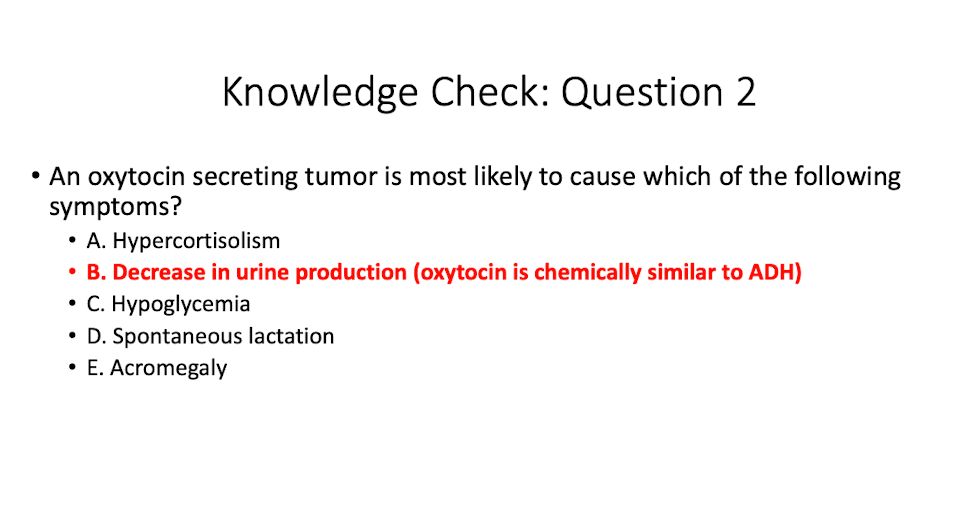 Knowledge Check: Question 2
• An oxytocin secreting tumor is most likely to cause which of the following
symptoms?
• A. Hypercortisolism
• B. Decrease in urine production (oxytocin is chemically similar to ADH)
• C. Hypoglycemia
• D. Spontaneous lactation
• E. Acromegaly